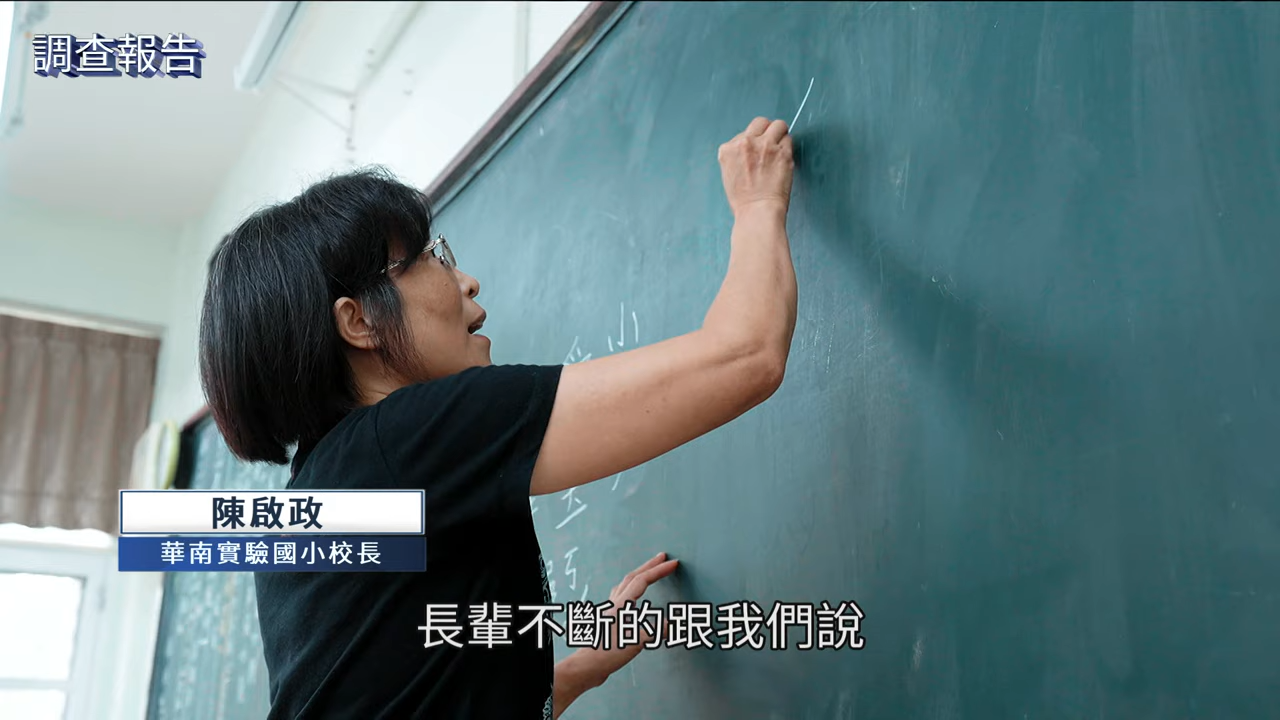 調查報告
小
陳啟政
華南實驗國小校長
長輩不斷的跟我們說